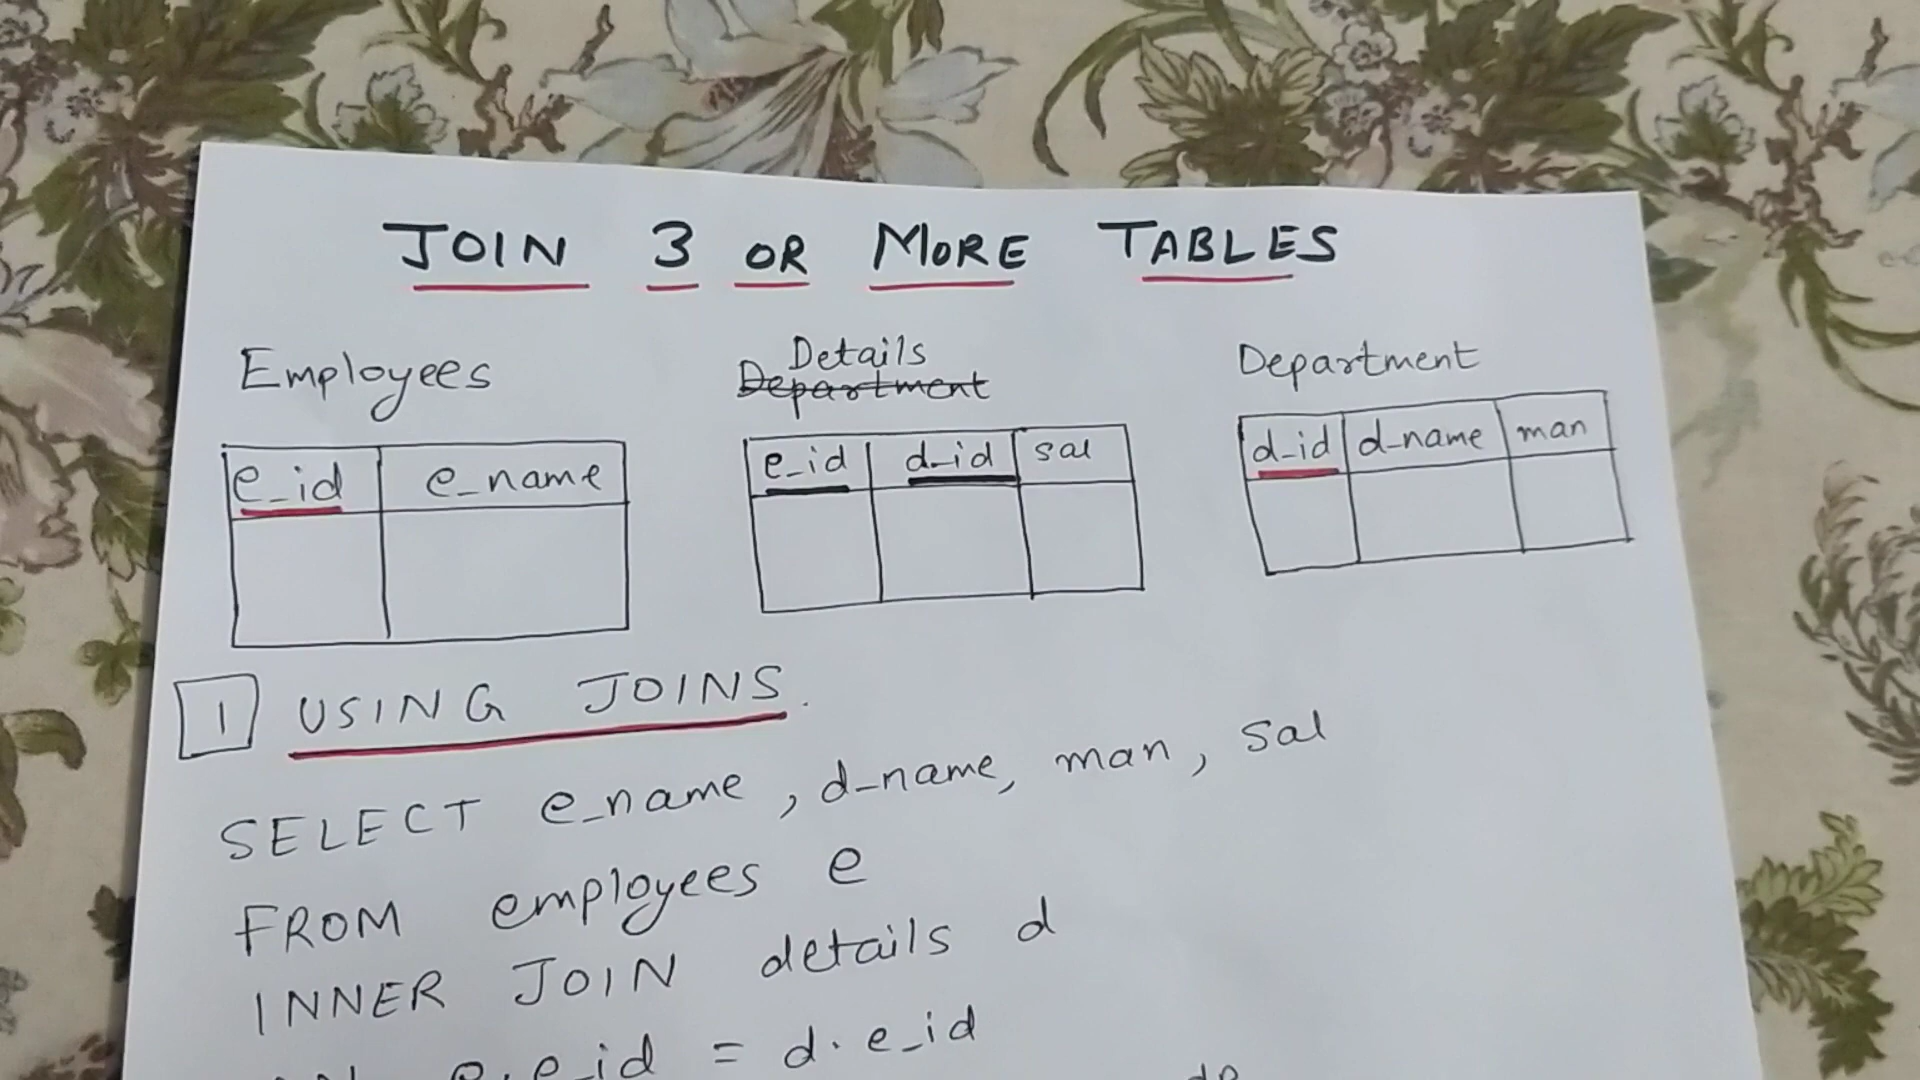 JOIN 3 OR MORE TABLES
Employees
e_id e_name
Details
Department
e_id d_id sal
Department
d_id d_name man
1 USING JOINS.
SELECT e_name, d_name, man, sal
FROM employees e
INNER JOIN details d
ON e.e_id = d.e_id